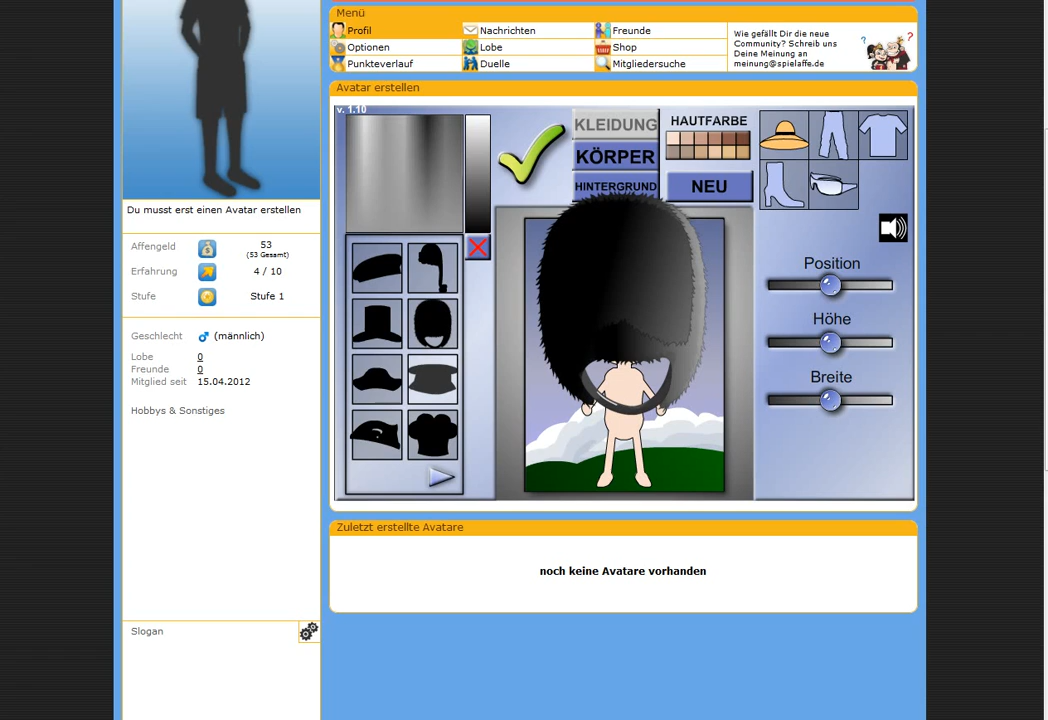 Menü
Profil
Nachrichten
Freunde
Optionen
Lobe
Shop
Punkteverlauf
Duelle
Mitgliedersuche
Wie gefällt Dir die neue
Community? Schreib uns
Deine Meinung an
meinung@spielaffe.de
Avatar erstellen
v. 1.10
KLEIDUNG
KÖRPER
HINTERGRUND
HAUTFARBE
NEU
Position
Höhe
Breite
Du musst erst einen Avatar erstellen
Affengeld 53
(53 Gesamt)
Erfahrung 4 / 10
Stufe Stufe 1
Geschlecht (männlich)
Lobe 0
Freunde 0
Mitglied seit 15.04.2012
Hobbys & Sonstiges
Slogan
Zuletzt erstellte Avatare
noch keine Avatare vorhanden